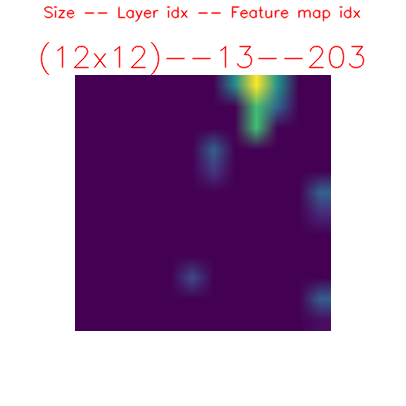 Size -- Layer idx -- Feature map idx
(12x12)--13--203